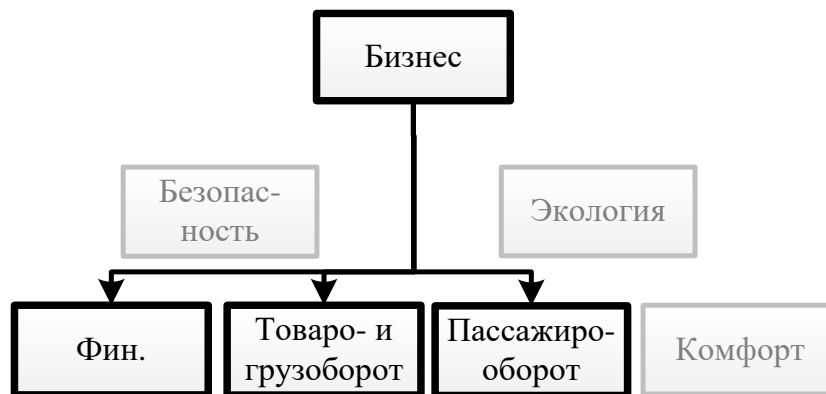 Бизнес
Безопас-
ность
Экология
Фин.
Товаро- и
грузоборот
Пассажиро-
оборот
Комфорт